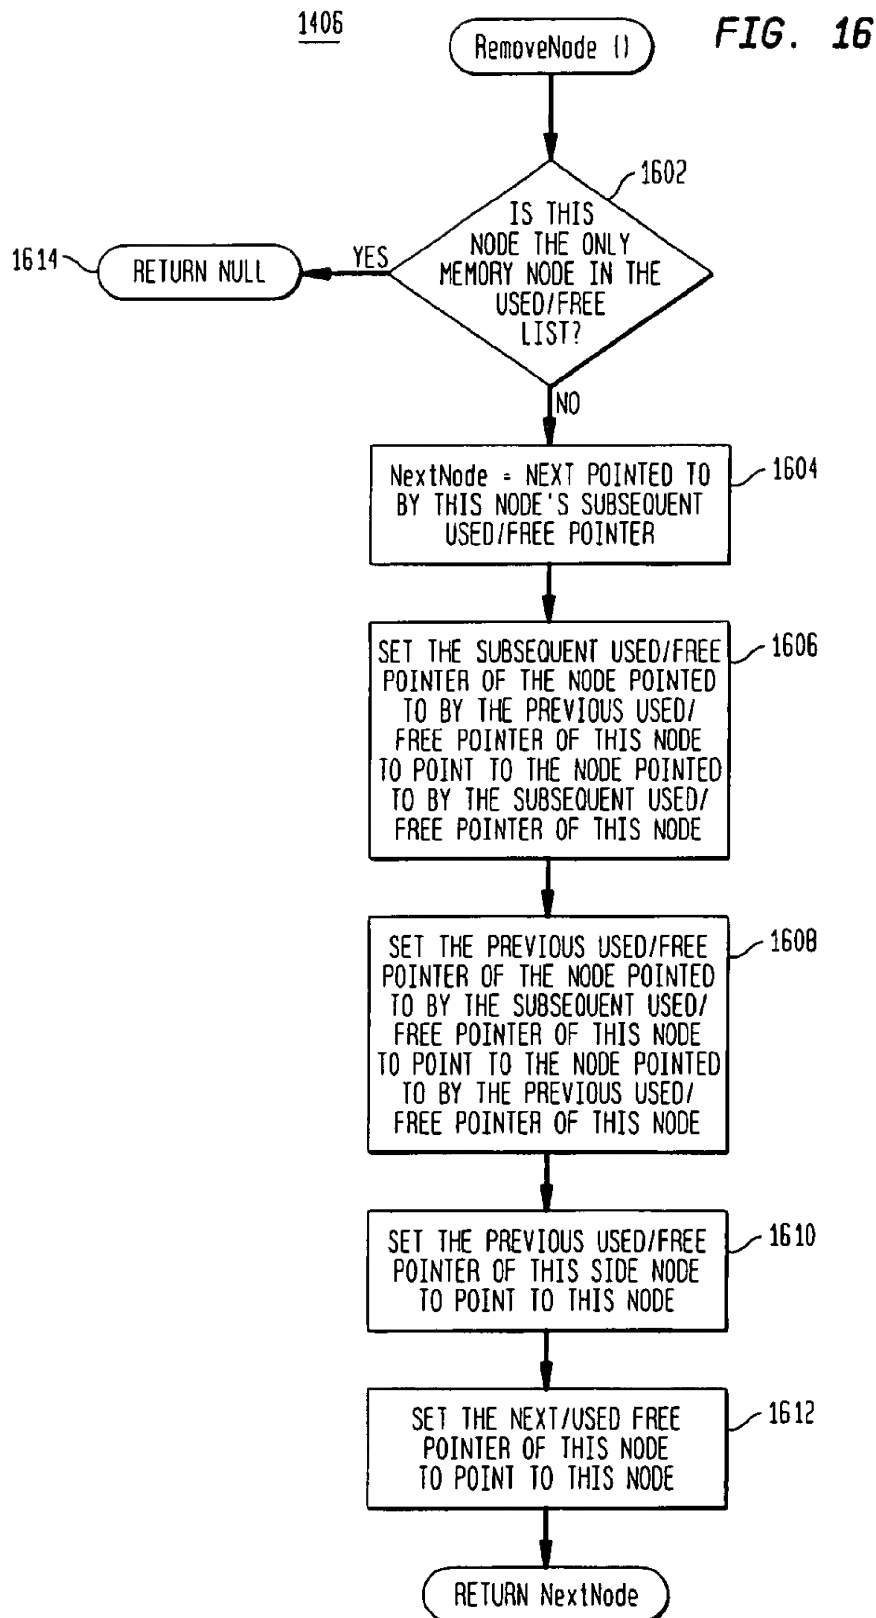 1406
RemoveNode ()
FIG. 16
1602
IS THIS
NODE THE ONLY
MEMORY NODE IN THE
USED/FREE
LIST?
YES
1614
RETURN NULL
NO
1604
NextNode = NEXT POINTED TO
BY THIS NODE'S SUBSEQUENT
USED/FREE POINTER
1606
SET THE SUBSEQUENT USED/FREE
POINTER OF THE NODE POINTED
TO BY THE PREVIOUS USED/
FREE POINTER OF THIS NODE
TO POINT TO THE NODE POINTED
TO BY THE SUBSEQUENT USED/
FREE POINTER OF THIS NODE
1608
SET THE PREVIOUS USED/FREE
POINTER OF THE NODE POINTED
TO BY THE SUBSEQUENT USED/
FREE POINTER OF THIS NODE
TO POINT TO THE NODE POINTED
TO BY THE PREVIOUS USED/
FREE POINTER OF THIS NODE
1610
SET THE PREVIOUS USED/FREE
POINTER OF THIS SIDE NODE
TO POINT TO THIS NODE
1612
SET THE NEXT/USED FREE
POINTER OF THIS NODE
TO POINT TO THIS NODE
RETURN NextNode